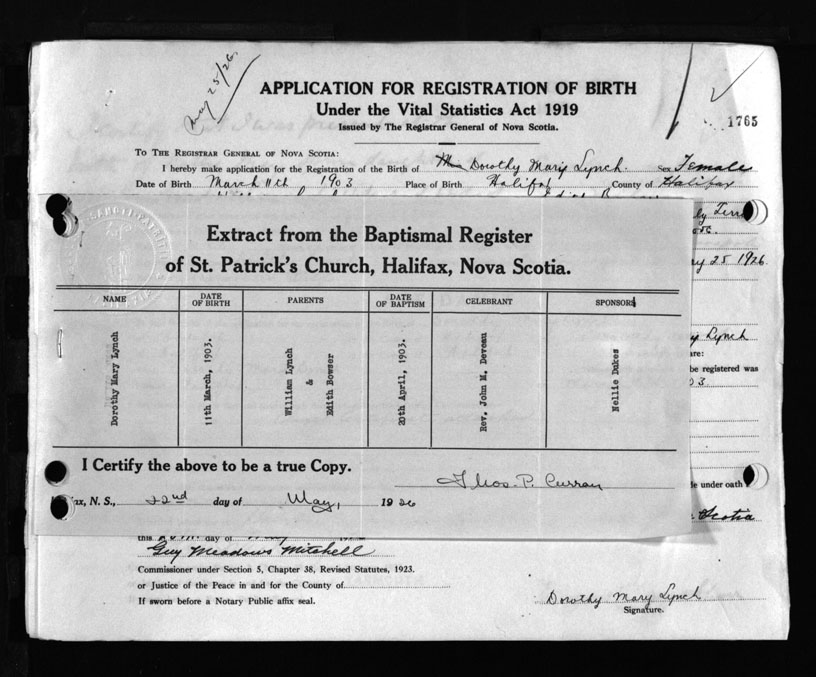 May 25/26
APPLICATION FOR REGISTRATION OF BIRTH
Under the Vital Statistics Act 1919
Issued by The Registrar General of Nova Scotia.
1765
TO THE REGISTRAR GENERAL OF NOVA SCOTIA:
I hereby make application for the Registration of the Birth of Dorothy Mary Lynch. Sex Female
Date of Birth March 11th 1903 Place of Birth Halifax County of Halifax
Extract from the Baptismal Register
of St. Patrick's Church, Halifax, Nova Scotia.
25 1926
NAME DATE OF BIRTH PARENTS DATE OF BAPTISM CELEBRANT SPONSORS
Dorothy Mary Lynch
11th March, 1903.
William Lynch
&
Edith Bowser
20th April, 1903.
Rev. John M. Deveau
Nellie Dukes
Lynch
are:
be registered was
03
I Certify the above to be a true Copy.
Thos. P. Curran
ax, N. S., 22nd day of May, 1926
de under oath
Scotia
this day of
Guy Meadows Mitchell
Commissioner under Section 5, Chapter 38, Revised Statutes, 1923.
or Justice of the Peace in and for the County of
If sworn before a Notary Public affix seal.
Dorothy Mary Lynch
Signature.